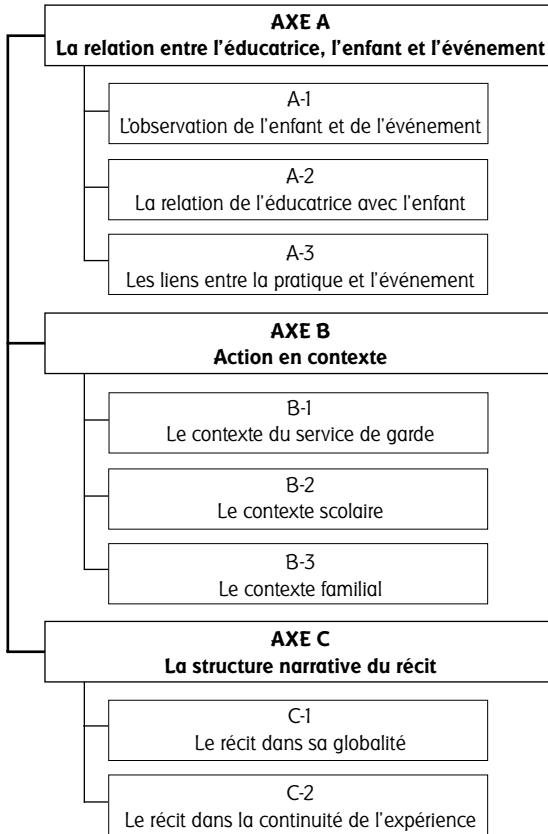 AXE A
La relation entre l'éducatrice, l'enfant et l'événement
A-1
L'observation de l'enfant et de l'événement
A-2
La relation de l'éducatrice avec l'enfant
A-3
Les liens entre la pratique et l'événement
AXE B
Action en contexte
B-1
Le contexte du service de garde
B-2
Le contexte scolaire
B-3
Le contexte familial
AXE C
La structure narrative du récit
C-1
Le récit dans sa globalité
C-2
Le récit dans la continuité de l'expérience